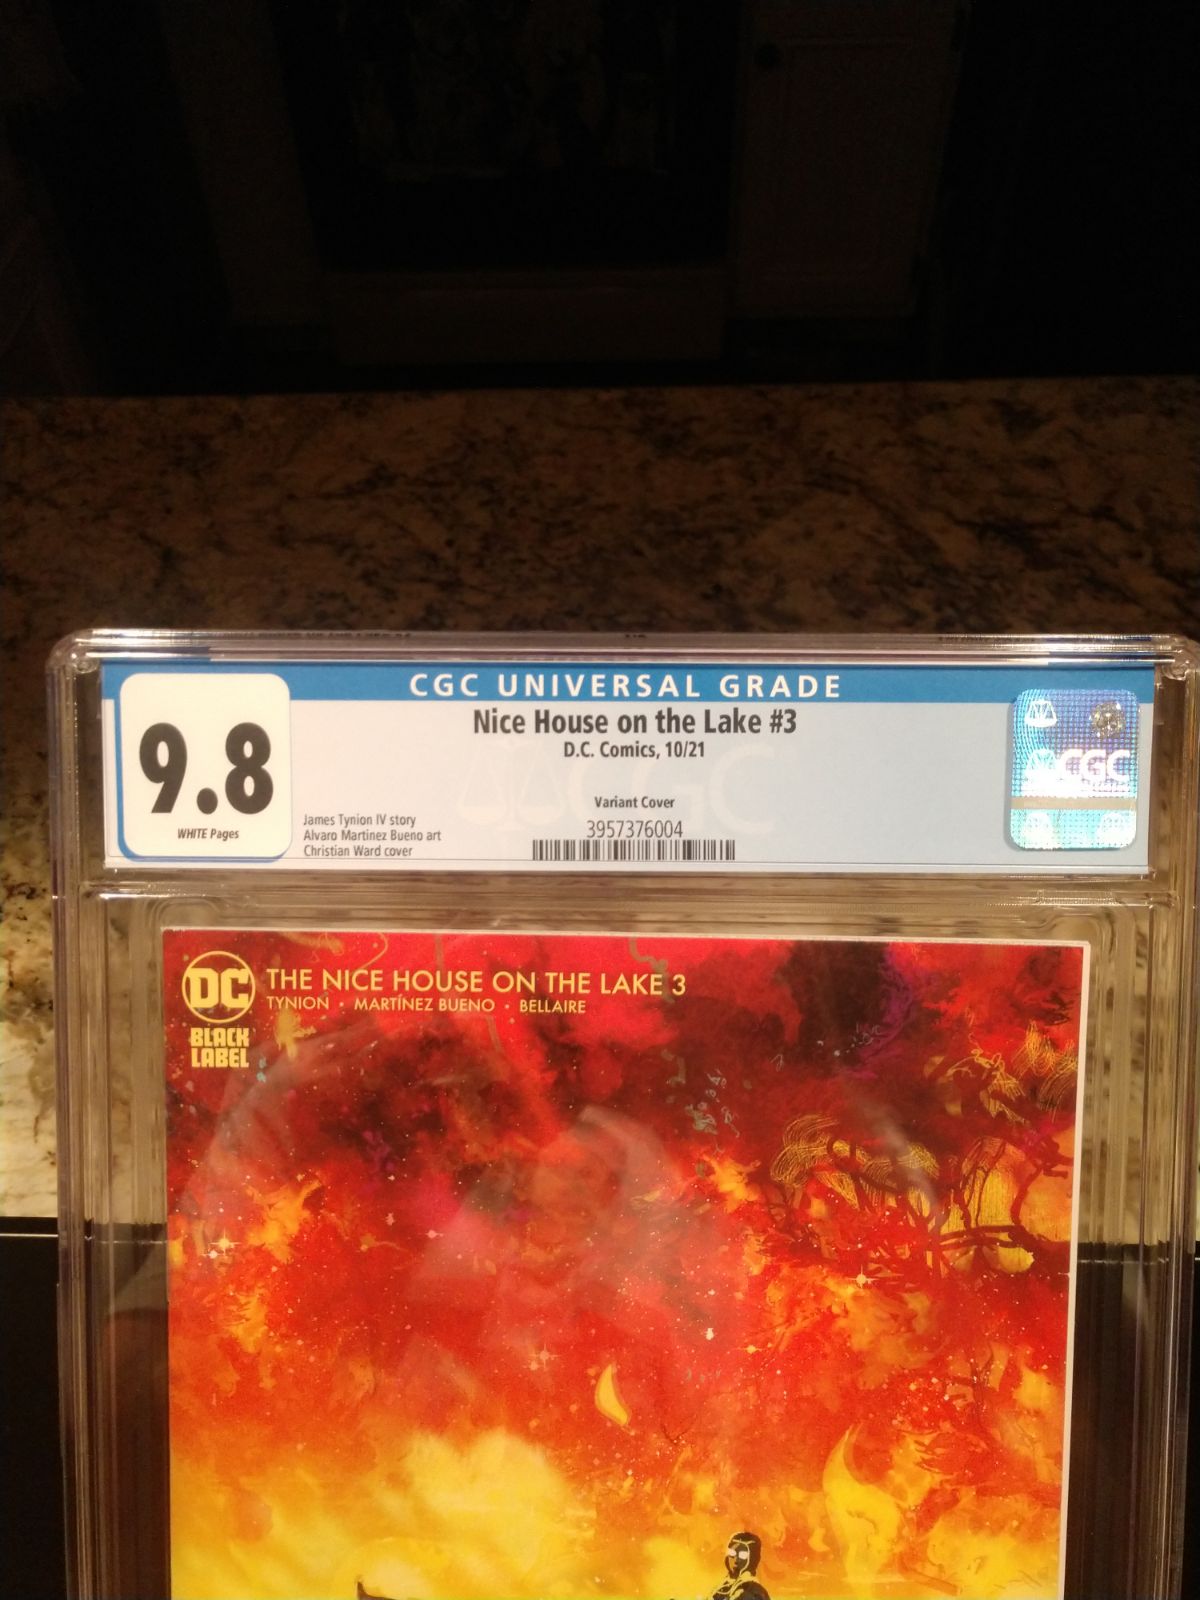 CGC UNIVERSAL GRADE
9.8
WHITE Pages
Nice House on the Lake #3
D.C. Comics, 10/21
Variant Cover
James Tynion IV story
Alvaro Martinez Bueno art
Christian Ward cover
3957376004
CGC
CGC
DC
BLACK
LABEL
THE NICE HOUSE ON THE LAKE 3
TYNION • MARTÍNEZ BUENO • BELLAIRE